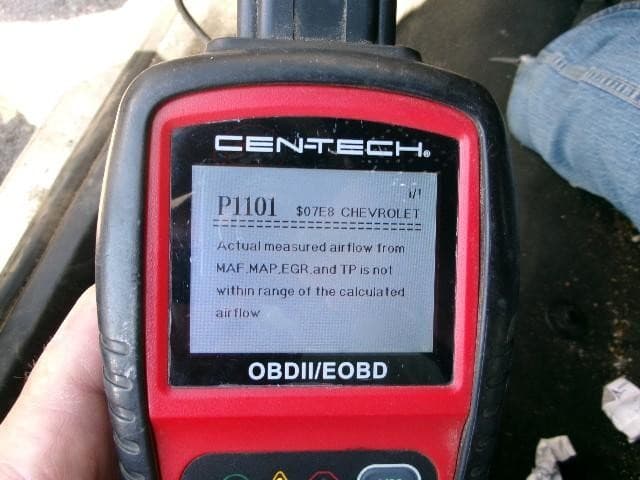 CEN-TECH®
1/1
P1101 $07E8 CHEVROLET
Actual measured airflow from
MAF,MAP,EGR,and TP is not
within range of the calculated
airflow
OBDII/EOBD